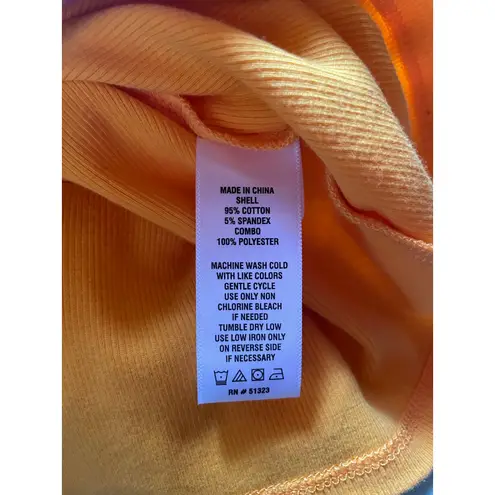 MADE IN CHINA
SHELL
95% COTTON
5% SPANDEX
COMBO
100% POLYESTER
MACHINE WASH COLD
WITH LIKE COLORS
GENTLE CYCLE
USE ONLY NON
CHLORINE BLEACH
IF NEEDED
TUMBLE DRY LOW
USE LOW IRON ONLY
ON REVERSE SIDE
IF NECESSARY
RN # 51323